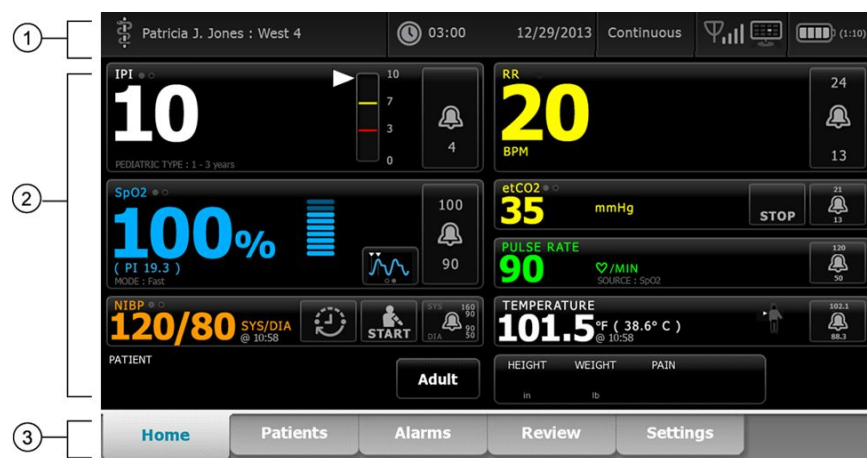 1
Patricia J. Jones : West 4
03:00
12/29/2013
Continuous
(1:10)
2
IPI
10
PEDIATRIC TYPE : 1 - 3 years
10
7
3
0
4
RR
20
BPM
24
13
SpO2
100%
( PI 19.3 )
MODE : Fast
100
90
etCO2
35
mmHg
STOP
21
13
PULSE RATE
90
/MIN
SOURCE : SpO2
120
50
NIBP
120/80
SYS/DIA
@ 10:58
START
SYS
160
90
DIA
90
50
TEMPERATURE
101.5
°F ( 38.6° C )
@ 10:58
102.1
88.3
PATIENT
Adult
HEIGHT WEIGHT PAIN
in lb
3
Home Patients Alarms Review Settings